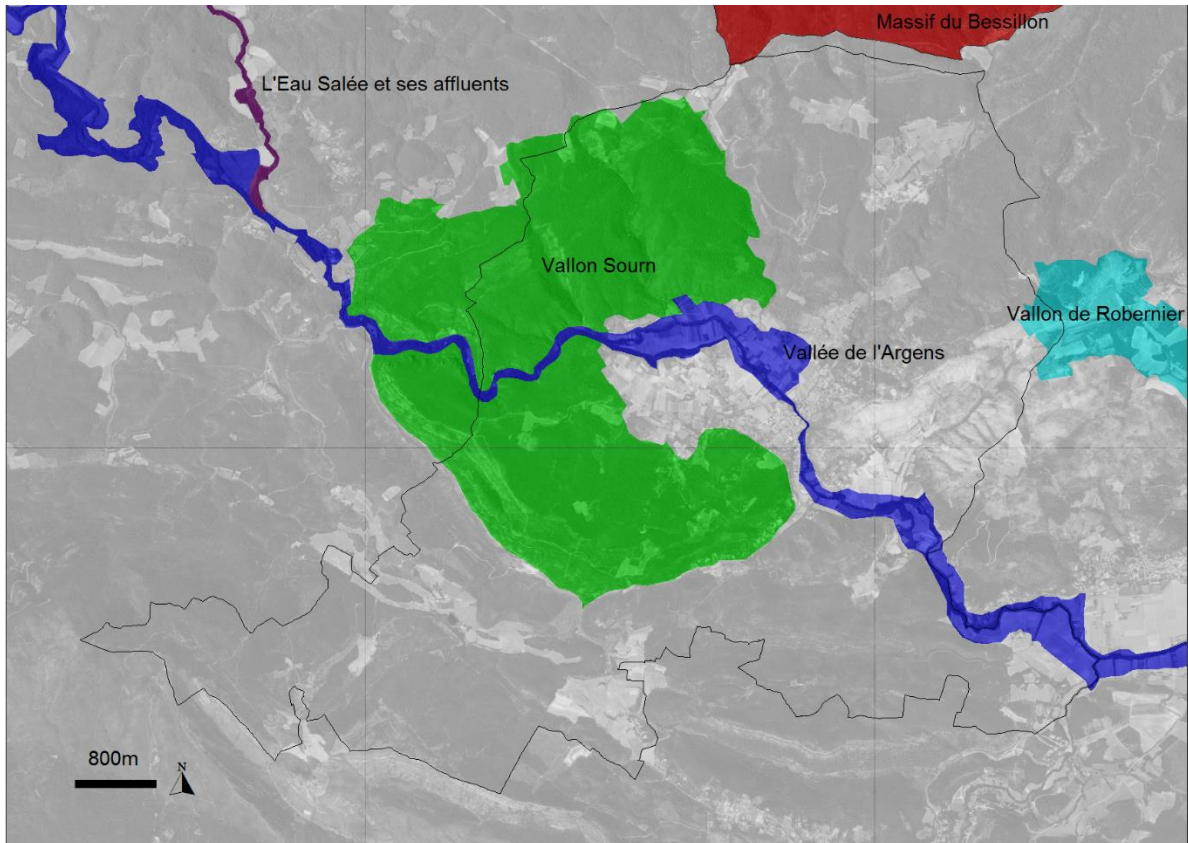 Massif du Bessillon
L'Eau Salée et ses affluents
Vallon Sourn
Vallon de Robernier
Vallée de l'Argens
800m
N